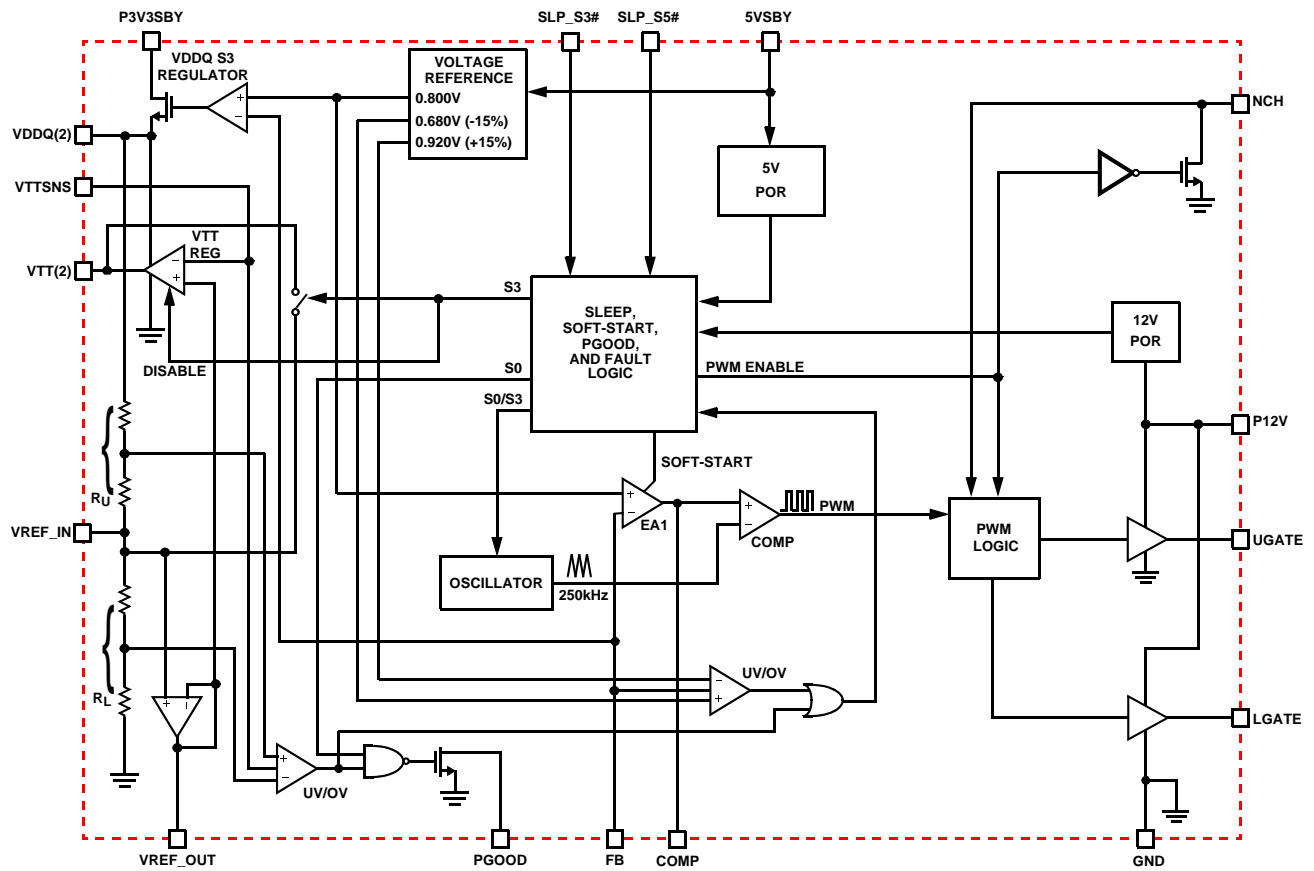 P3V3SBY
SLP_S3#
SLP_S5#
5VSBY
VDDQ S3
REGULATOR
VOLTAGE
REFERENCE
0.800V
0.680V (-15%)
0.920V (+15%)
+
−
NCH
VDDQ(2)
5V
POR
VTTSNS
VTT
REG
−
+
VTT(2)
S3
SLEEP,
SOFT-START,
PGOOD,
AND FAULT
LOGIC
12V
POR
DISABLE
S0
PWM ENABLE
S0/S3
P12V
SOFT-START
RU
+
−
EA1
+
−
COMP
PWM
VREF_IN
PWM
LOGIC
UGATE
OSCILLATOR
250kHz
UV/OV
−
+
+
RL
+
−
LGATE
+
−
UV/OV
VREF_OUT
PGOOD
FB
COMP
GND